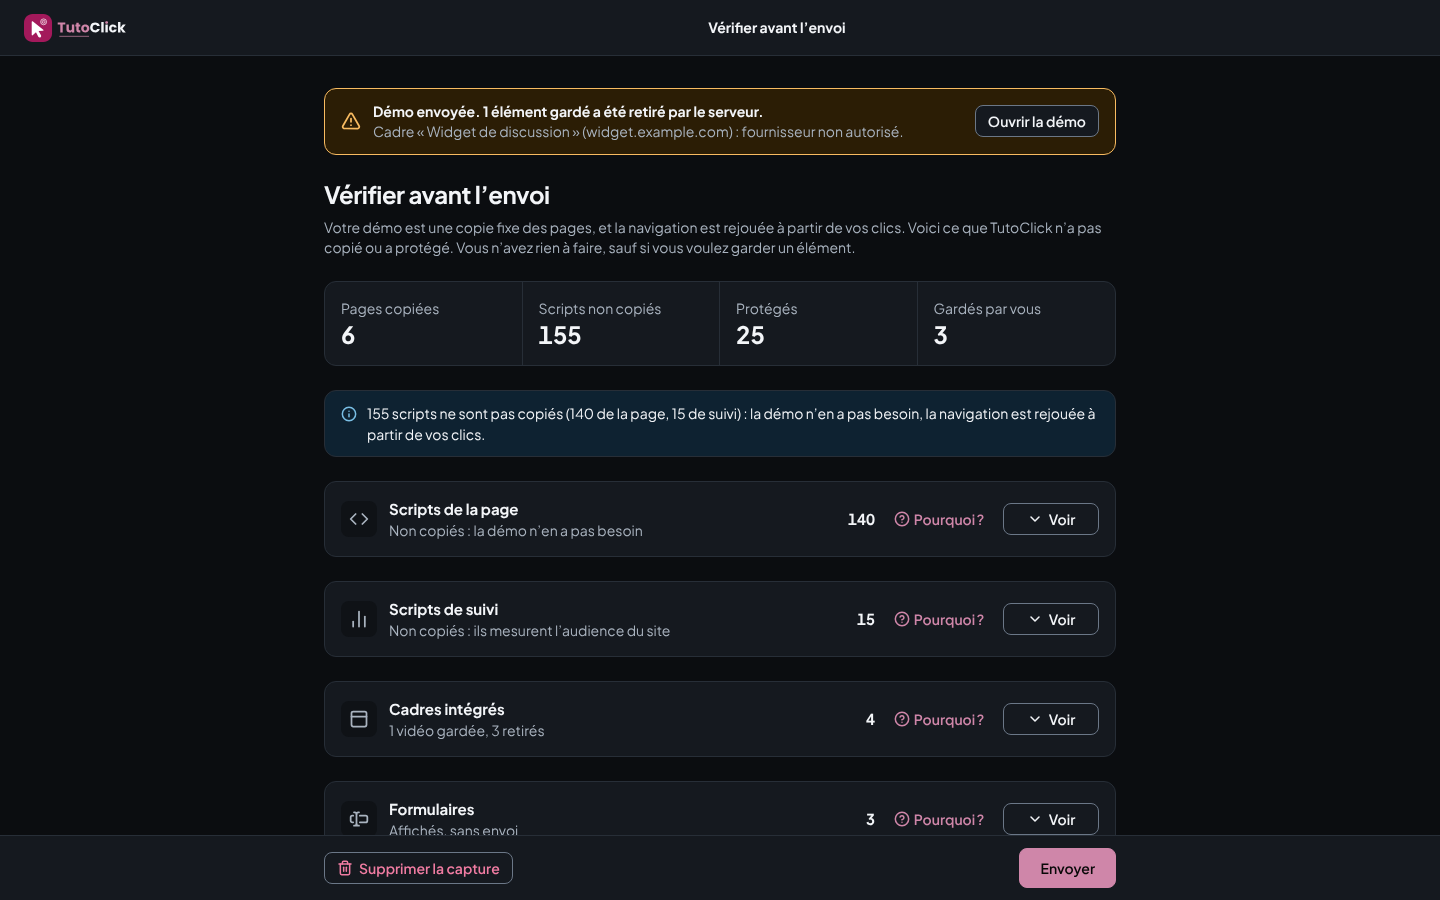 TutoClick
Vérifier avant l’envoi
Démo envoyée. 1 élément gardé a été retiré par le serveur.
Cadre « Widget de discussion » (widget.example.com) : fournisseur non autorisé.
Ouvrir la démo
Vérifier avant l’envoi
Votre démo est une copie fixe des pages, et la navigation est rejouée à partir de vos clics. Voici ce que TutoClick n’a pas
copié ou a protégé. Vous n’avez rien à faire, sauf si vous voulez garder un élément.
Pages copiées
6
Scripts non copiés
155
Protégés
25
Gardés par vous
3
155 scripts ne sont pas copiés (140 de la page, 15 de suivi) : la démo n’en a pas besoin, la navigation est rejouée à
partir de vos clics.
Scripts de la page
Non copiés : la démo n’en a pas besoin
140
Pourquoi ?
Voir
Scripts de suivi
Non copiés : ils mesurent l’audience du site
15
Pourquoi ?
Voir
Cadres intégrés
1 vidéo gardée, 3 retirés
4
Pourquoi ?
Voir
Formulaires
Affichés, sans envoi
3
Pourquoi ?
Voir
Supprimer la capture
Envoyer